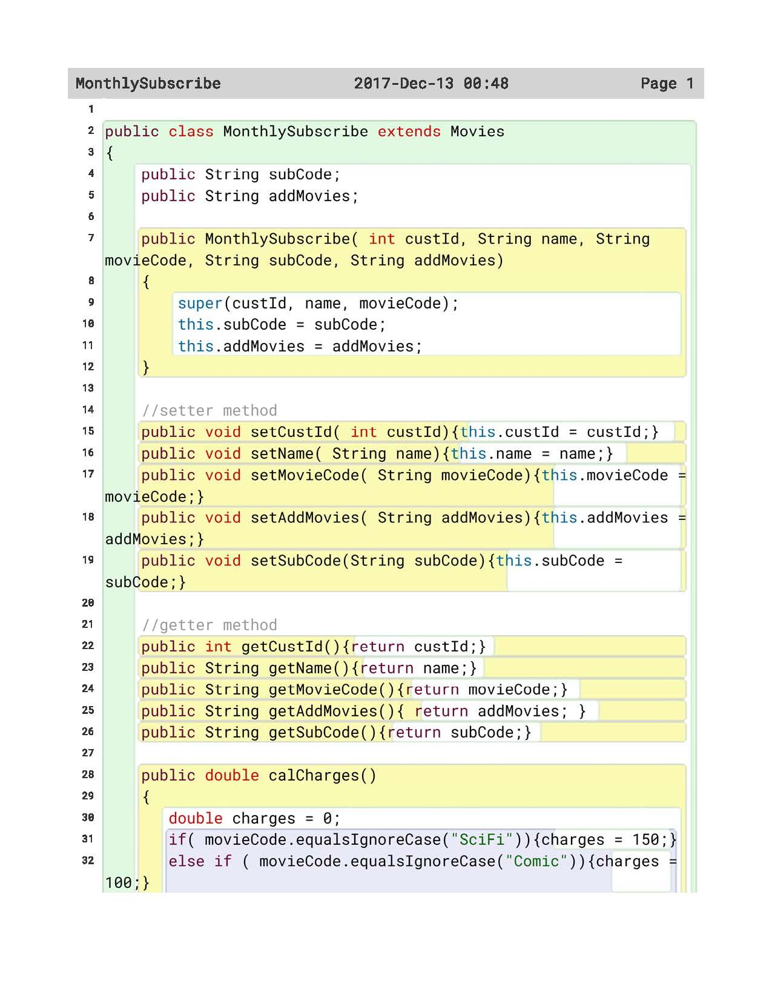 MonthlySubscribe 2017-Dec-13 00:48 Page 1
1
2 public class MonthlySubscribe extends Movies
3 {
4 public String subCode;
5 public String addMovies;
6
7 public MonthlySubscribe( int custId, String name, String
movieCode, String subCode, String addMovies)
8 {
9 super(custId, name, movieCode);
10 this.subCode = subCode;
11 this.addMovies = addMovies;
12 }
13
14 //setter method
15 public void setCustId( int custId){this.custId = custId;}
16 public void setName( String name){this.name = name;}
17 public void setMovieCode( String movieCode){this.movieCode =
movieCode;}
18 public void setAddMovies( String addMovies){this.addMovies =
addMovies;}
19 public void setSubCode(String subCode){this.subCode =
subCode;}
20
21 //getter method
22 public int getCustId(){return custId;}
23 public String getName(){return name;}
24 public String getMovieCode(){return movieCode;}
25 public String getAddMovies(){ return addMovies; }
26 public String getSubCode(){return subCode;}
27
28 public double calCharges()
29 {
30 double charges = 0;
31 if( movieCode.equalsIgnoreCase("SciFi")){charges = 150;}
32 else if ( movieCode.equalsIgnoreCase("Comic")){charges =
100;}